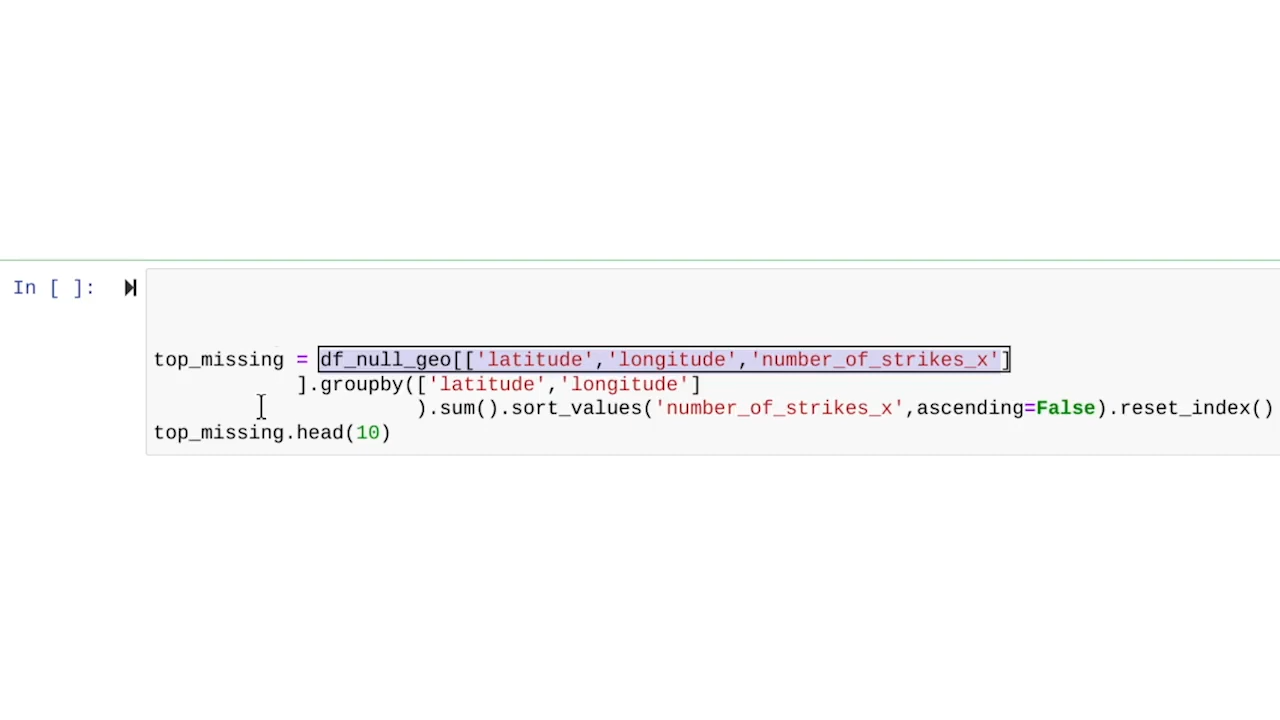 In [ ]:
top_missing = df_null_geo[['latitude','longitude','number_of_strikes_x']
].groupby(['latitude','longitude']
).sum().sort_values('number_of_strikes_x',ascending=False).reset_index()
top_missing.head(10)